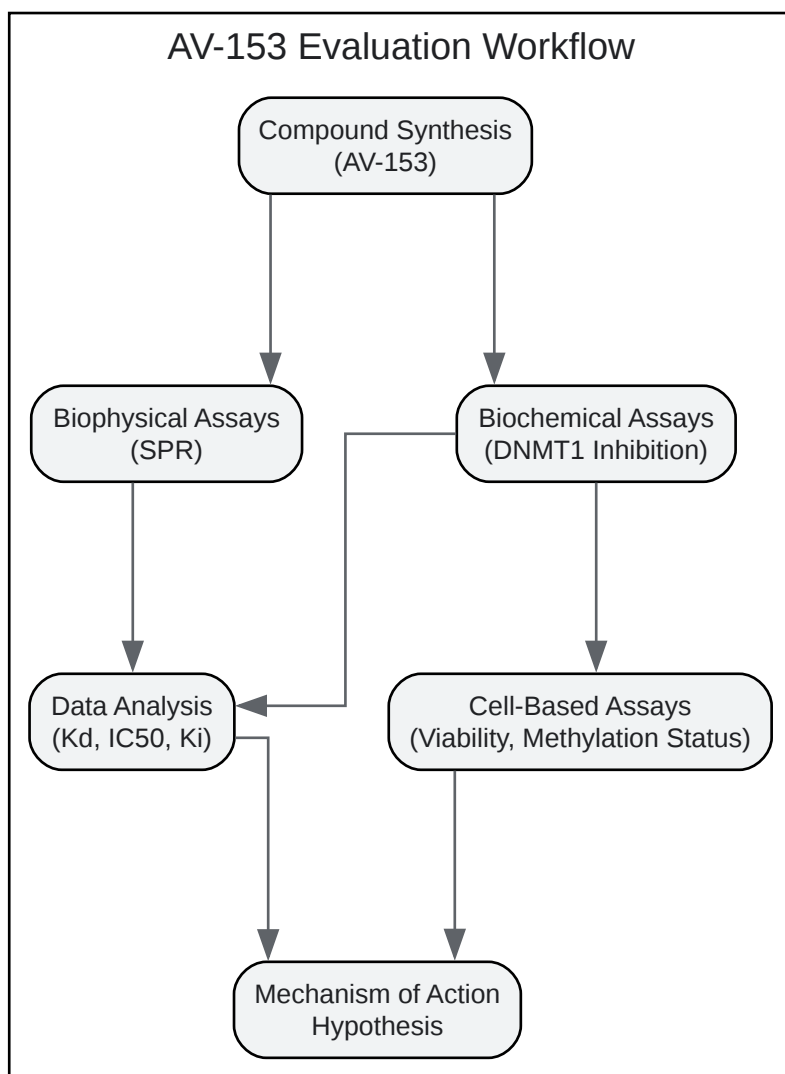 AV-153 Evaluation Workflow
Compound Synthesis
(AV-153)
Biophysical Assays
(SPR)
Biochemical Assays
(DNMT1 Inhibition)
Data Analysis
(Kd, IC50, Ki)
Cell-Based Assays
(Viability, Methylation Status)
Mechanism of Action
Hypothesis